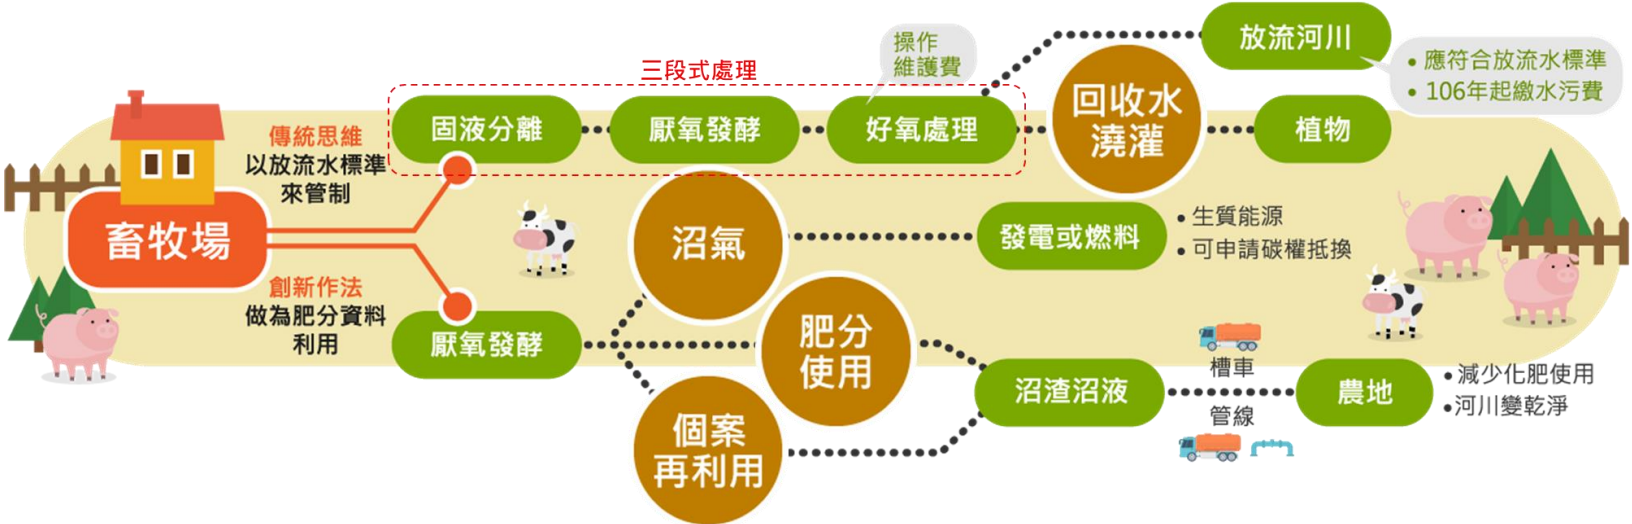 三段式處理
操作
維護費
放流河川
• 應符合放流水標準
• 106年起繳水污費
固液分離
厭氧發酵
好氧處理
回收水
澆灌
植物
傳統思維
以放流水標準
來管制
畜牧場
沼氣
發電或燃料
• 生質能源
• 可申請碳權抵換
創新作法
做為肥分資料
利用
厭氧發酵
肥分
使用
個案
再利用
沼渣沼液
槽車
管線
農地
•減少化肥使用
•河川變乾淨